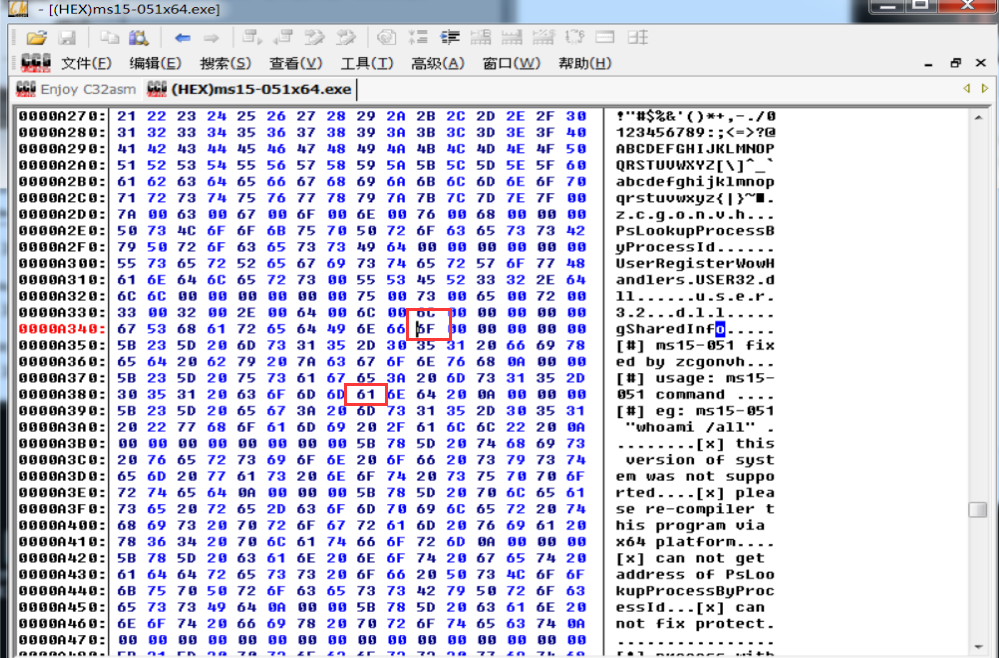 - [(HEX)ms15-051x64.exe]
文件(F) 编辑(E) 搜索(S) 查看(V) 工具(T) 高级(A) 窗口(W) 帮助(H)
Enjoy C32asm (HEX)ms15-051x64.exe
0000A270: 21 22 23 24 25 26 27 28 29 2A 2B 2C 2D 2E 2F 30 !"#$%&'()*+,-./0
0000A280: 31 32 33 34 35 36 37 38 39 3A 3B 3C 3D 3E 3F 40 123456789:;<=>?@
0000A290: 41 42 43 44 45 46 47 48 49 4A 4B 4C 4D 4E 4F 50 ABCDEFGHIJKLMNOP
0000A2A0: 51 52 53 54 55 56 57 58 59 5A 5B 5C 5D 5E 5F 60 QRSTUVWXYZ[\]^_`
0000A2B0: 61 62 63 64 65 66 67 68 69 6A 6B 6C 6D 6E 6F 70 abcdefghijklmnop
0000A2C0: 71 72 73 74 75 76 77 78 79 7A 7B 7C 7D 7E 7F 00 qrstuvwxyz{|}~■.
0000A2D0: 7A 00 63 00 67 00 6F 00 6E 00 76 00 68 00 00 00 z.c.g.o.n.v.h...
0000A2E0: 50 73 4C 6F 6F 6B 75 70 50 72 6F 63 65 73 73 42 PsLookupProcessB
0000A2F0: 79 50 72 6F 63 65 73 73 49 64 00 00 00 00 00 00 yProcessId......
0000A300: 55 73 65 72 52 65 67 69 73 74 65 72 57 6F 77 48 UserRegisterWowH
0000A310: 61 6E 64 6C 65 72 73 00 55 53 45 52 33 32 2E 64 andlers.USER32.d
0000A320: 6C 6C 00 00 00 00 00 00 75 00 73 00 65 00 72 00 ll......u.s.e.r.
0000A330: 33 00 32 00 2E 00 64 00 6C 00 6C 00 00 00 00 00 3.2...d.l.l.....
0000A340: 67 53 68 61 72 65 64 49 6E 66 6F 00 00 00 00 00 gSharedInfo.....
0000A350: 5B 23 5D 20 6D 73 31 35 2D 30 35 31 20 66 69 78 [#] ms15-051 fix
0000A360: 65 64 20 62 79 20 7A 63 67 6F 6E 76 68 0A 00 00 ed by zcgonvh...
0000A370: 5B 23 5D 20 75 73 61 67 65 3A 20 6D 73 31 35 2D [#] usage: ms15-
0000A380: 30 35 31 20 63 6F 6D 6D 61 6E 64 20 0A 00 00 00 051 command ....
0000A390: 5B 23 5D 20 65 67 3A 20 6D 73 31 35 2D 30 35 31 [#] eg: ms15-051
0000A3A0: 20 22 77 68 6F 61 6D 69 20 2F 61 6C 6C 22 20 0A "whoami /all" .
0000A3B0: 00 00 00 00 00 00 00 00 5B 78 5D 20 74 68 69 73 ........[x] this
0000A3C0: 20 76 65 72 73 69 6F 6E 20 6F 66 20 73 79 73 74 version of syst
0000A3D0: 65 6D 20 77 61 73 20 6E 6F 74 20 73 75 70 70 6F em was not suppo
0000A3E0: 72 74 65 64 0A 00 00 00 5B 78 5D 20 70 6C 65 61 rted....[x] plea
0000A3F0: 73 65 20 72 65 2D 63 6F 6D 70 69 6C 65 72 20 74 se re-compiler t
0000A400: 68 69 73 20 70 72 6F 67 72 61 6D 20 76 69 61 20 his program via
0000A410: 78 36 34 20 70 6C 61 74 66 6F 72 6D 0A 00 00 00 x64 platform....
0000A420: 5B 78 5D 20 63 61 6E 20 6E 6F 74 20 67 65 74 20 [x] can not get
0000A430: 61 64 64 72 65 73 73 20 6F 66 20 50 73 4C 6F 6F address of PsLoo
0000A440: 6B 75 70 50 72 6F 63 65 73 73 42 79 50 72 6F 63 kupProcessByProc
0000A450: 65 73 73 49 64 0A 00 00 5B 78 5D 20 63 61 6E 20 essId...[x] can
0000A460: 6E 6F 74 20 66 69 78 20 70 72 6F 74 65 63 74 0A not fix protect.
0000A470: 00 00 00 00 00 00 00 00 00 00 00 00 00 00 00 00 ................